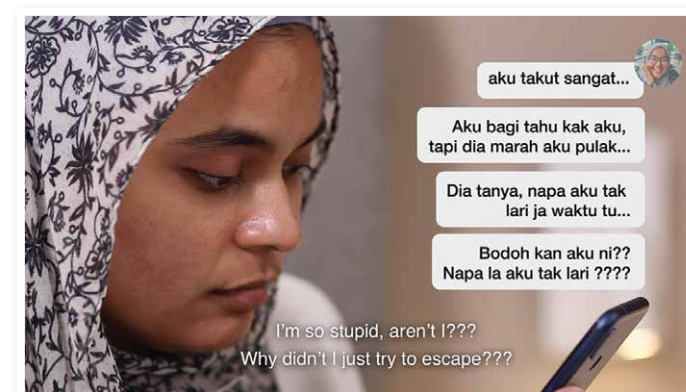 aku takut sangat...
Aku bagi tahu kak aku,
tapi dia marah aku pulak...
Dia tanya, napa aku tak
lari ja waktu tu...
Bodoh kan aku ni??
Napa la aku tak lari ????
I'm so stupid, aren't I???
Why didn't I just try to escape???